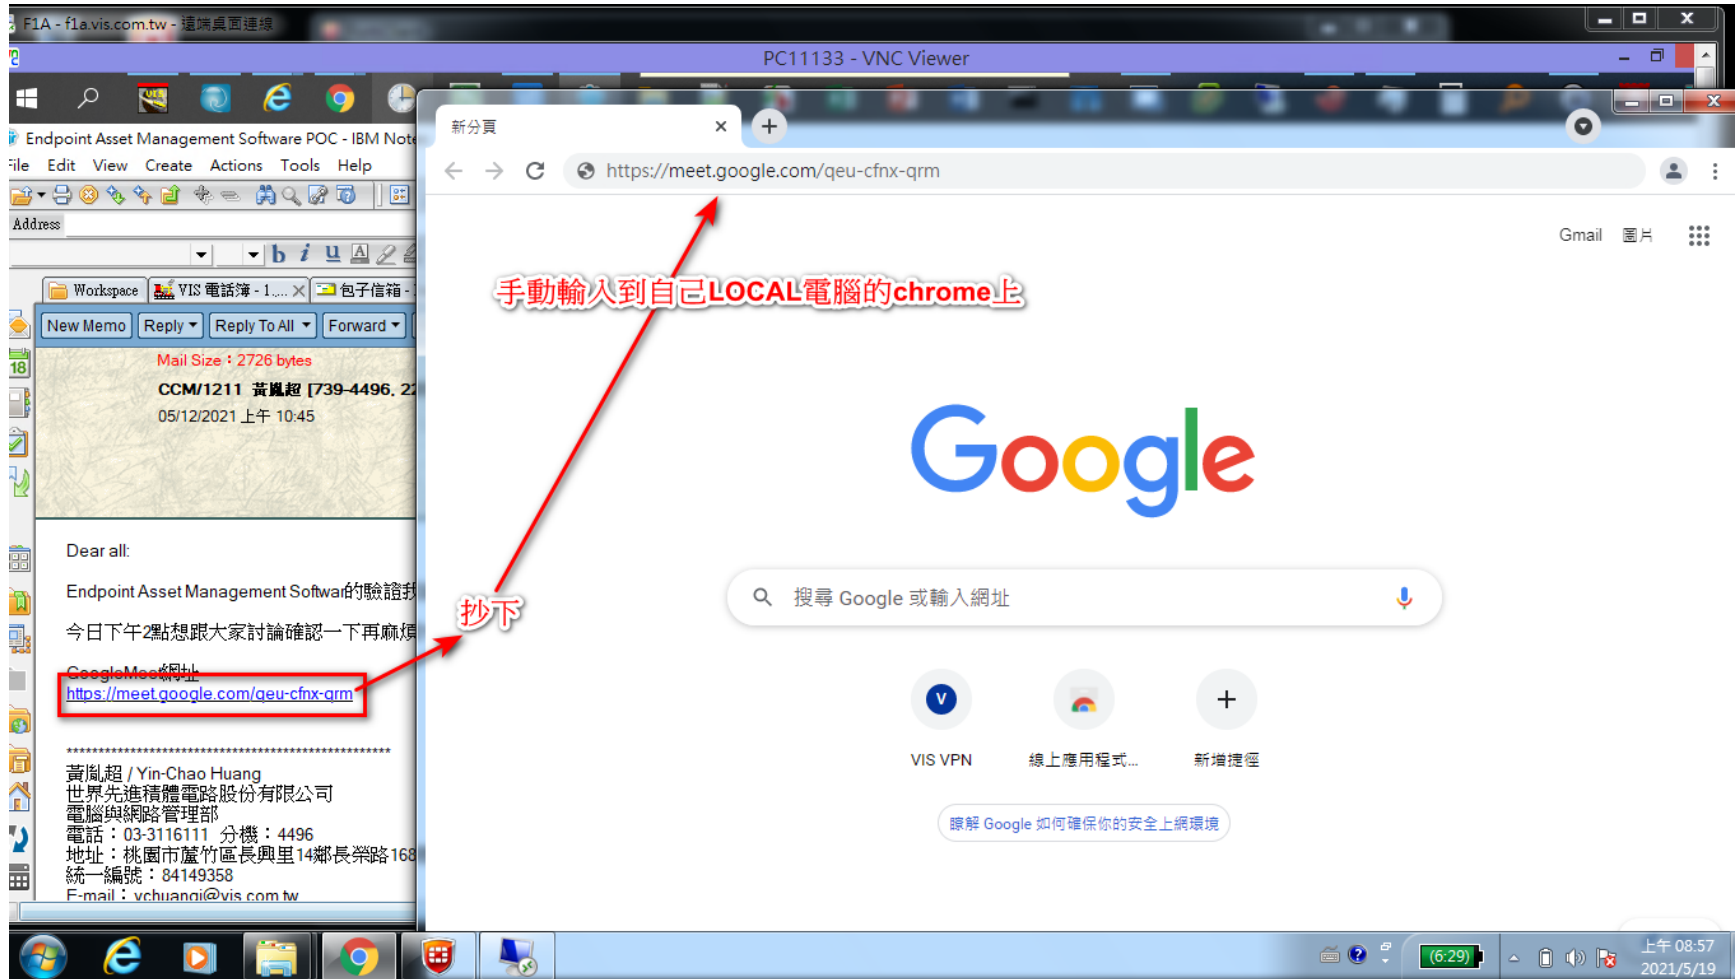 F1A - f1a.vis.com.tw - 遠端桌面連線
PC11133 - VNC Viewer
Endpoint Asset Management Software POC - IBM Note
File Edit View Create Actions Tools Help
Address
b i u A
Workspace
VIS 電話簿 - 1....
包子信箱 -
New Memo Reply Reply To All Forward
18
Mail Size：2726 bytes
CCM/1211 黃胤超 [739-4496, 22
05/12/2021 上午 10:45
Dear all:
Endpoint Asset Management Softwar的驗證我
今日下午2點想跟大家討論確認一下再麻煩
GoogleMeet網址
https://meet.google.com/qeu-cfnx-qrm
黃胤超 / Yin-Chao Huang
世界先進積體電路股份有限公司
電腦與網路管理部
電話：03-3116111 分機：4496
地址：桃園市蘆竹區長興里14鄰長榮路168
統一編號：84149358
E-mail：ychuangj@vis.com.tw
新分頁
https://meet.google.com/qeu-cfnx-qrm
Gmail 圖片
手動輸入到自己LOCAL電腦的chrome上
抄下
Google
搜尋 Google 或輸入網址
V
VIS VPN
線上應用程式...
新增捷徑
瞭解 Google 如何確保你的安全上網環境
(6:29)
上午 08:57
2021/5/19